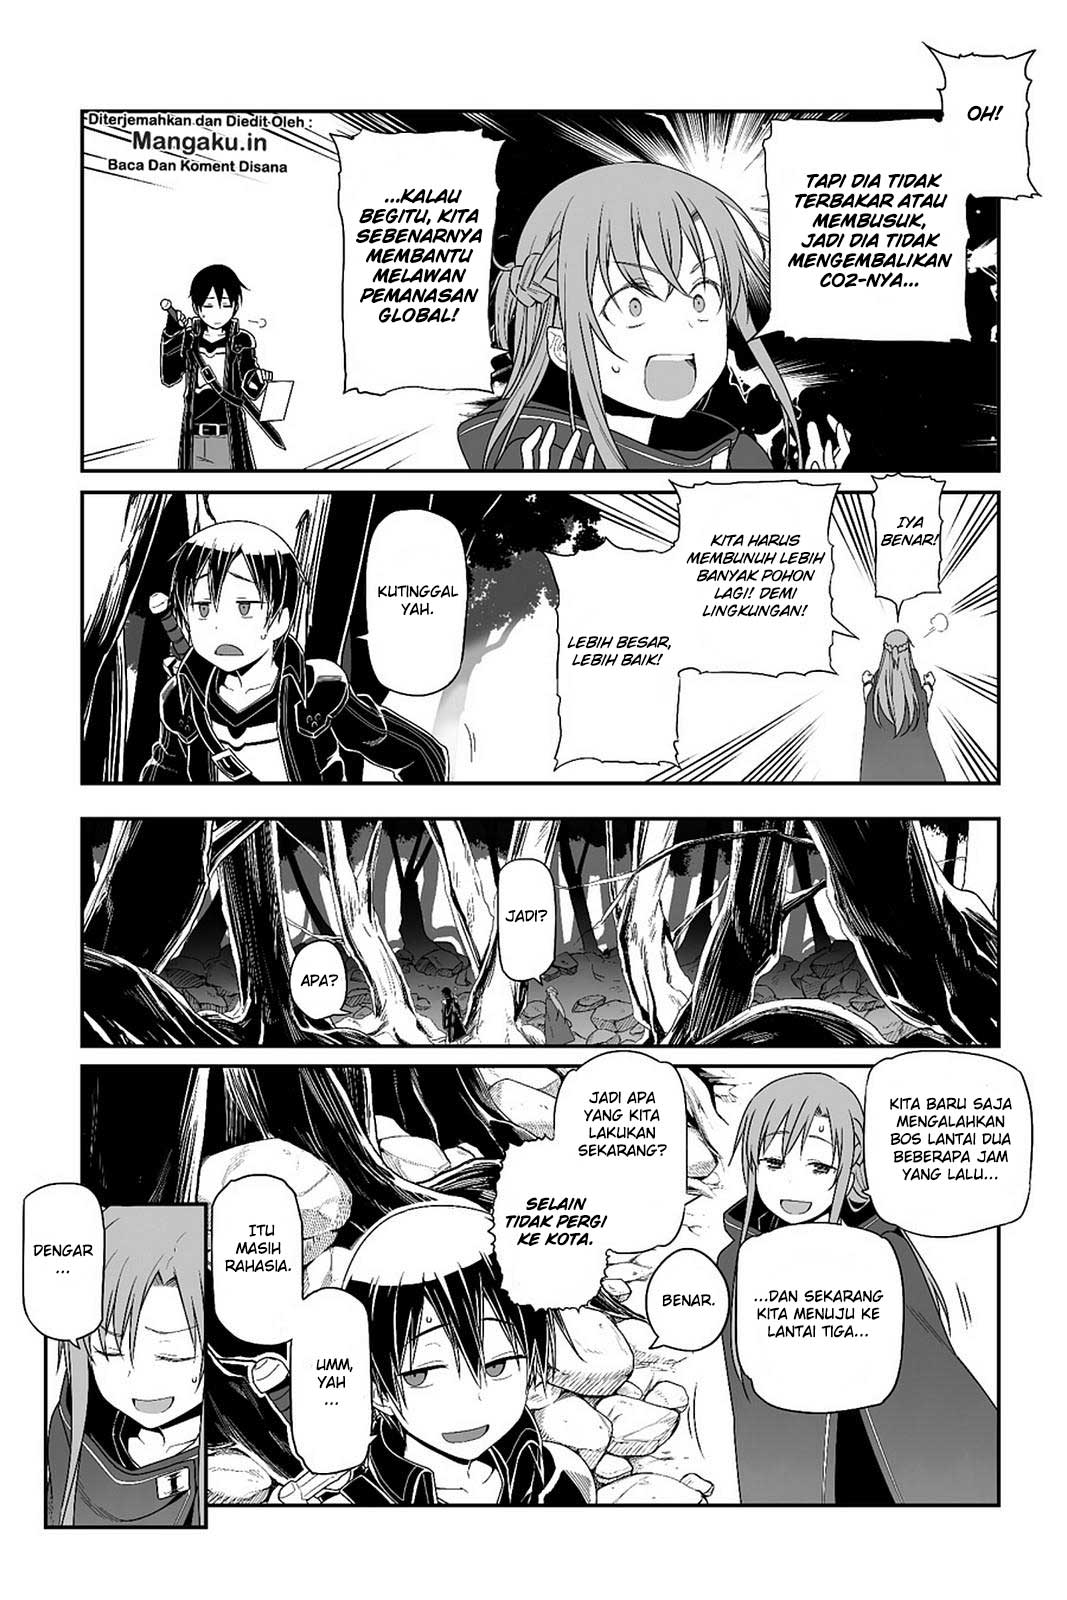 Diterjemahkan dan Diedit Oleh :
Mangaku.in
Baca Dan Koment Disana
OH!
TAPI DIA TIDAK
TERBAKAR ATAU
MEMBUSUK,
JADI DIA TIDAK
MENGEMBALIKAN
CO2-NYA...
...KALAU
BEGITU, KITA
SEBENARNYA
MEMBANTU
MELAWAN
PEMANASAN
GLOBAL!
IYA
BENAR!
KITA HARUS
MEMBUNUH LEBIH
BANYAK POHON
LAGI! DEMI
LINGKUNGAN!
LEBIH BESAR,
LEBIH BAIK!
KUTINGGAL
YAH.
JADI?
APA?
KITA BARU SAJA
MENGALAHKAN
BOS LANTAI DUA
BEBERAPA JAM
YANG LALU...
...DAN SEKARANG
KITA MENUJU KE
LANTAI TIGA...
BENAR.
JADI APA
YANG KITA
LAKUKAN
SEKARANG?
SELAIN
TIDAK PERGI
KE KOTA.
UMM,
YAH
...
ITU
MASIH
RAHASIA.
DENGAR
...